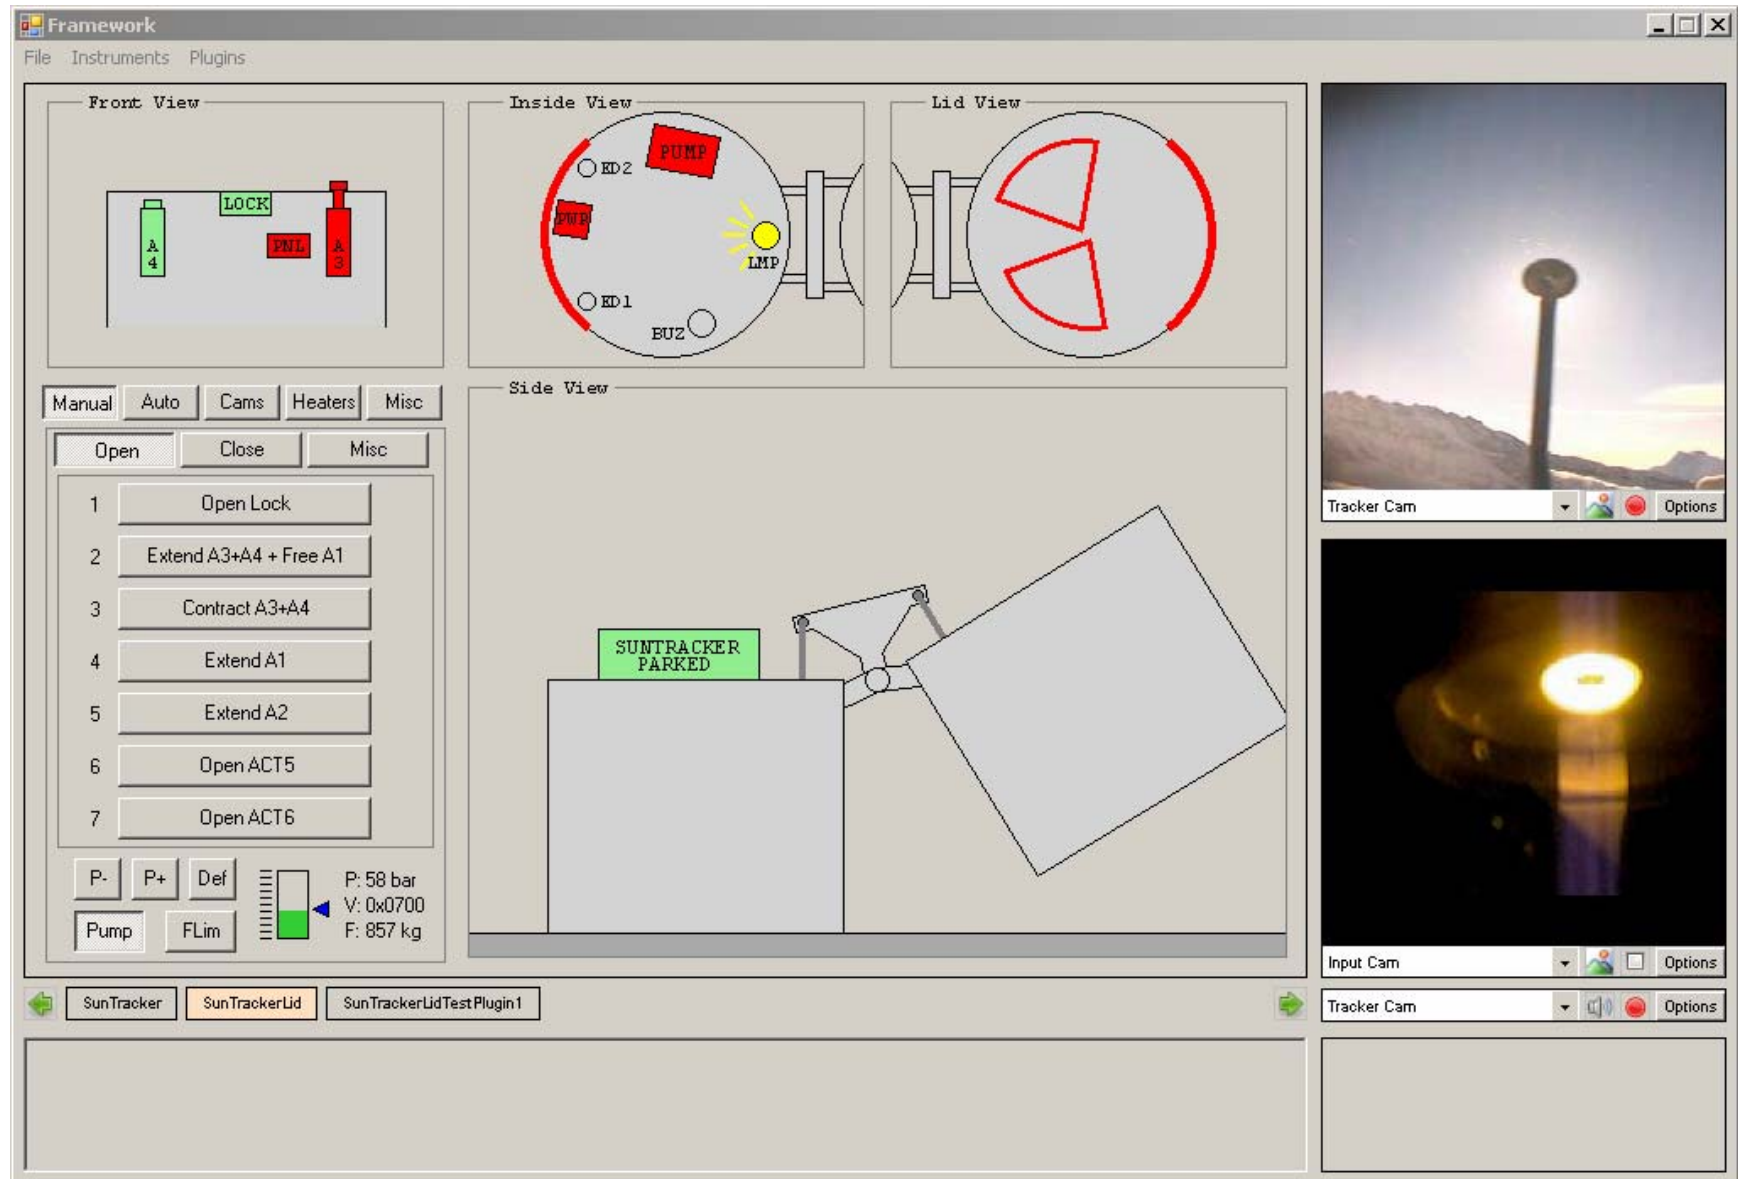 Framework
File Instruments Plugins
Front View
LOCK
A
4
PNL
A
3
Inside View
ED2
PUMP
PWR
LMP
ED1
BUZ
Lid View
Manual Auto Cams Heaters Misc
Open Close Misc
1 Open Lock
2 Extend A3+A4 + Free A1
3 Contract A3+A4
4 Extend A1
5 Extend A2
6 Open ACT5
7 Open ACT6
P- P+ Def
Pump FLim
P: 58 bar
V: 0x0700
F: 857 kg
Side View
SUNTRACKER
PARKED
Tracker Cam Options
Input Cam Options
SunTracker SunTrackerLid SunTrackerLidTestPlugin1
Tracker Cam Options